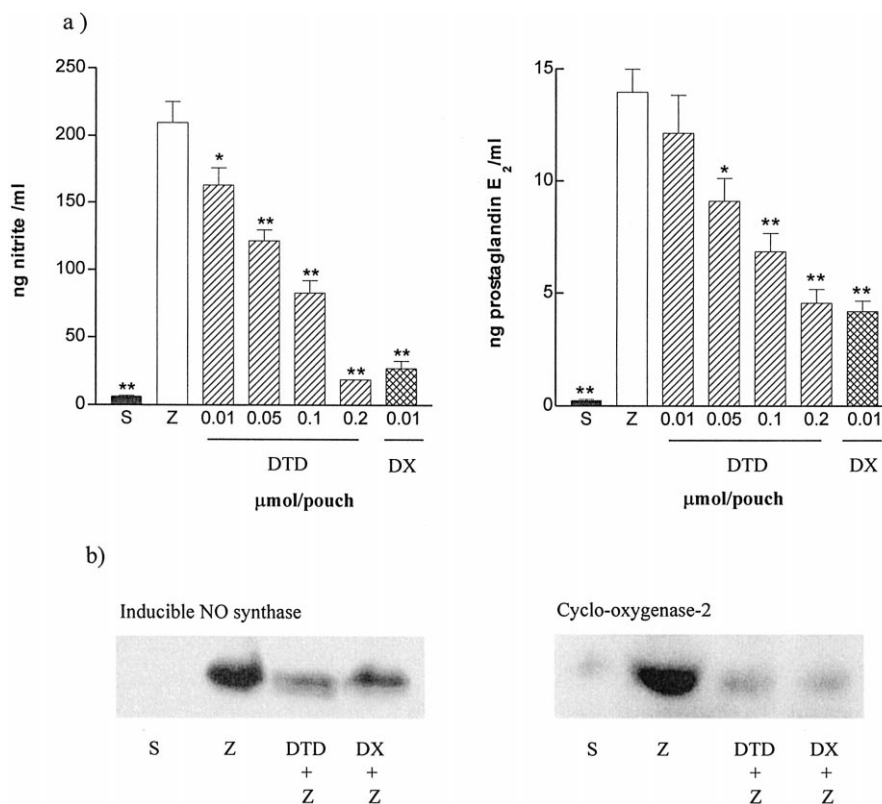 a )
250
200
150
100
50
0
ng nitrite /ml
**
*
**
**
**
**
S Z 0.01 0.05 0.1 0.2 0.01
DTD DX
μmol/pouch
15
10
5
0
ng prostaglandin E2/ml
**
*
**
**
**
S Z 0.01 0.05 0.1 0.2 0.01
DTD DX
μmol/pouch
b )
Inducible NO synthase
S Z DTD DX
+ +
Z Z
Cyclo-oxygenase-2
S Z DTD DX
+ +
Z Z